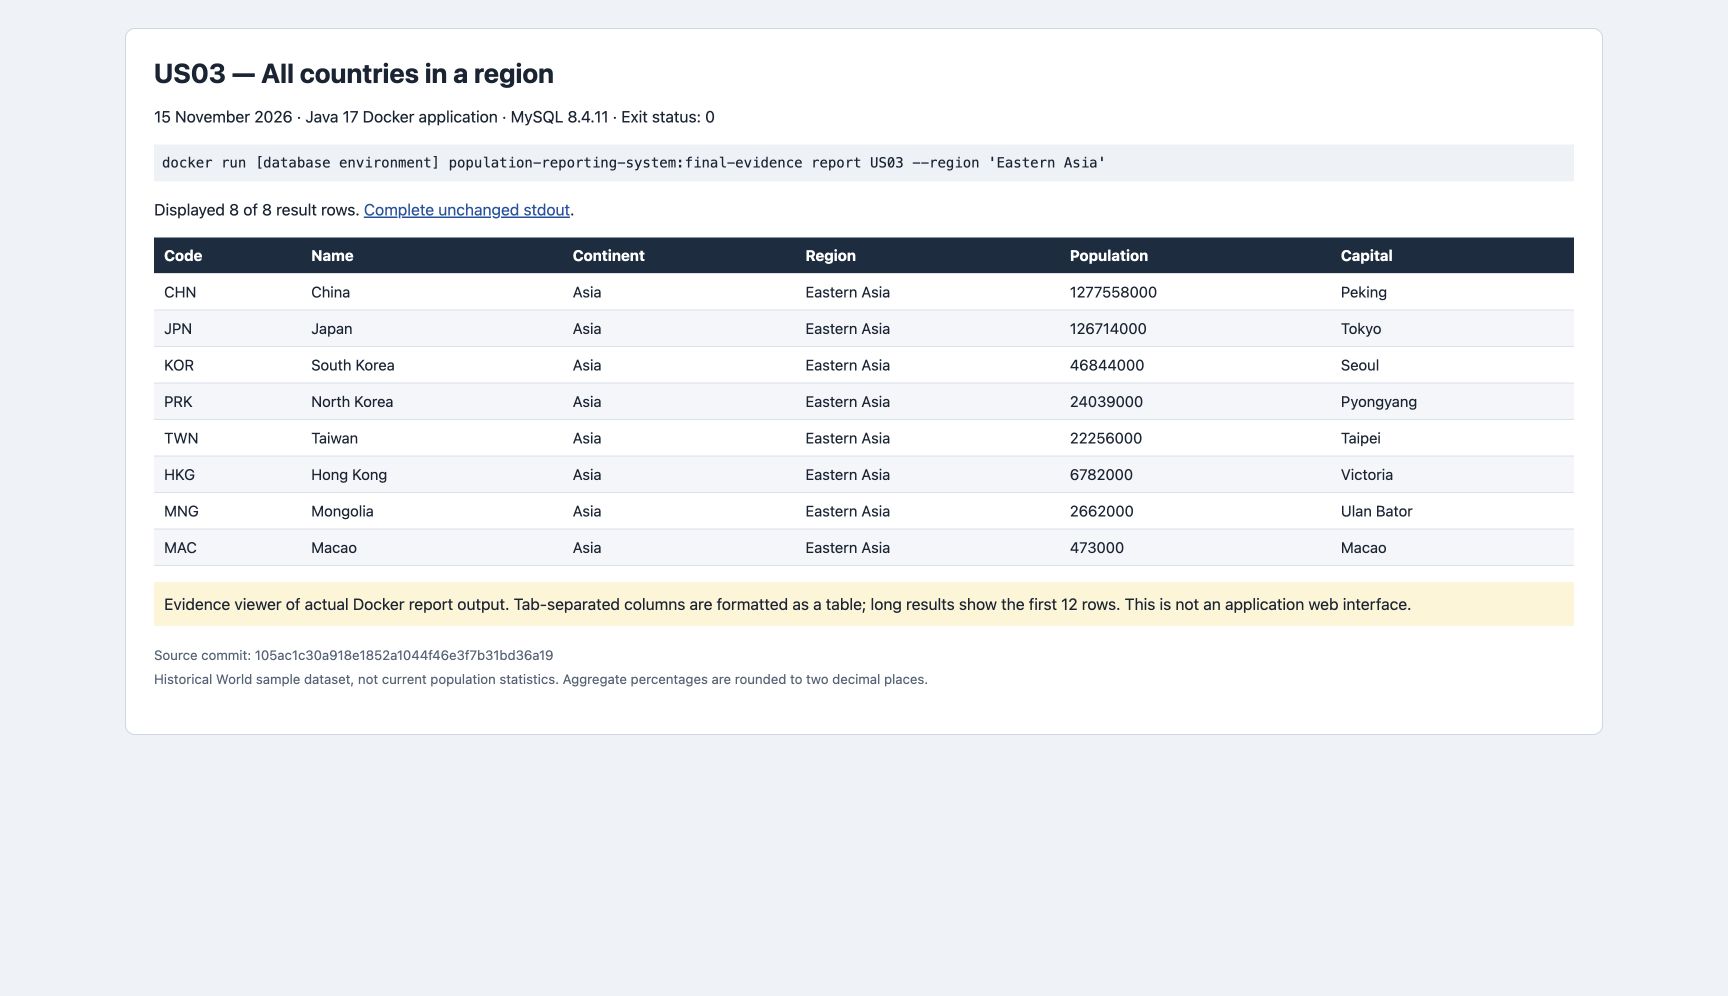 US03 — All countries in a region
15 November 2026 · Java 17 Docker application · MySQL 8.4.11 · Exit status: 0
docker run [database environment] population-reporting-system:final-evidence report US03 --region 'Eastern Asia'
Displayed 8 of 8 result rows. Complete unchanged stdout.
Code Name Continent Region Population Capital
CHN China Asia Eastern Asia 1277558000 Peking
JPN Japan Asia Eastern Asia 126714000 Tokyo
KOR South Korea Asia Eastern Asia 46844000 Seoul
PRK North Korea Asia Eastern Asia 24039000 Pyongyang
TWN Taiwan Asia Eastern Asia 22256000 Taipei
HKG Hong Kong Asia Eastern Asia 6782000 Victoria
MNG Mongolia Asia Eastern Asia 2662000 Ulan Bator
MAC Macao Asia Eastern Asia 473000 Macao
Evidence viewer of actual Docker report output. Tab-separated columns are formatted as a table; long results show the first 12 rows. This is not an application web interface.
Source commit: 105ac1c30a918e1852a1044f46e3f7b31bd36a19
Historical World sample dataset, not current population statistics. Aggregate percentages are rounded to two decimal places.